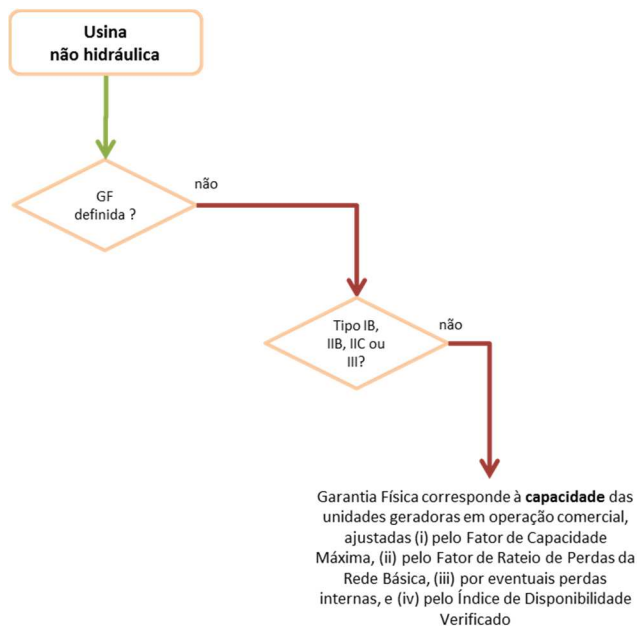 Usina
não hidráulica
GF
definida ?
não
Tipo IB,
IIB, IIC ou
III?
não
Garantia Física corresponde à capacidade das
unidades geradoras em operação comercial,
ajustadas (i) pelo Fator de Capacidade
Máxima, (ii) pelo Fator de Rateio de Perdas da
Rede Básica, (iii) por eventuais perdas
internas, e (iv) pelo Índice de Disponibilidade
Verificado